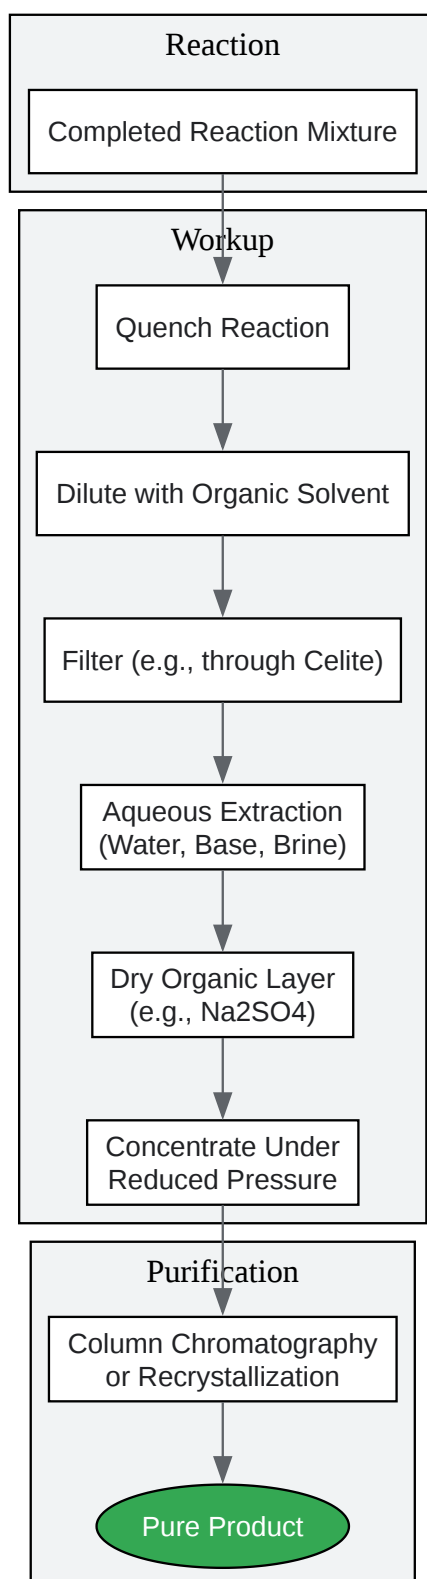 Reaction
Completed Reaction Mixture
Workup
Quench Reaction
Dilute with Organic Solvent
Filter (e.g., through Celite)
Aqueous Extraction
(Water, Base, Brine)
Dry Organic Layer
(e.g., Na2SO4)
Concentrate Under
Reduced Pressure
Purification
Column Chromatography
or Recrystallization
Pure Product